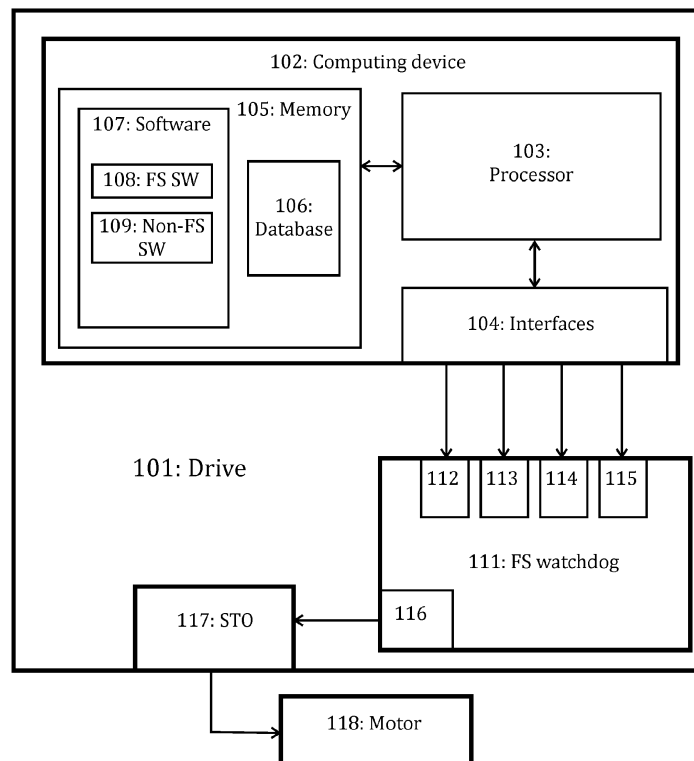 102: Computing device
105: Memory
107: Software
108: FS SW
109: Non-FS
SW
106:
Database
103:
Processor
104: Interfaces
101: Drive
112
113
114
115
111: FS watchdog
116
117: STO
118: Motor